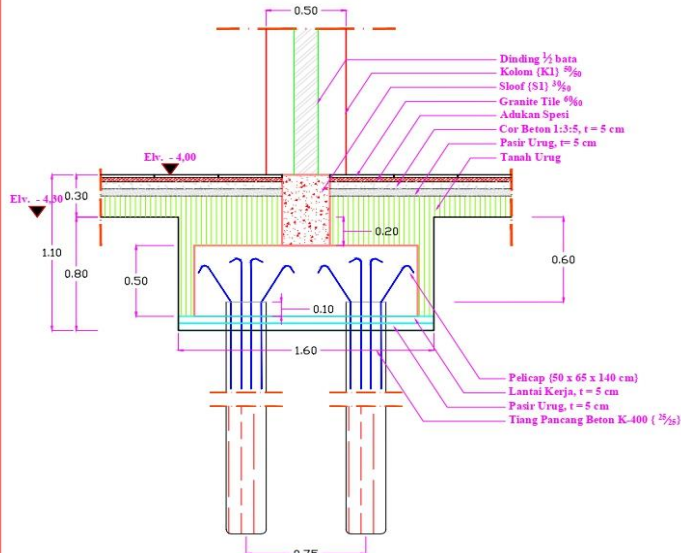 0.50
Dinding ½ bata
Kolom {K1} 50/50
Sloof {S1} 30/50
Granite Tile 60/60
Adukan Spesi
Cor Beton 1:3:5, t = 5 cm
Pasir Urug, t= 5 cm
Tanah Urug
Elv. - 4,00
Elv. - 4,30
0.30
0.20
1.10
0.80
0.50
0.60
0.10
1.60
Pelicap {50 x 65 x 140 cm}
Lantai Kerja, t = 5 cm
Pasir Urug, t = 5 cm
Tiang Pancang Beton K-400 { 25/25}
0.75